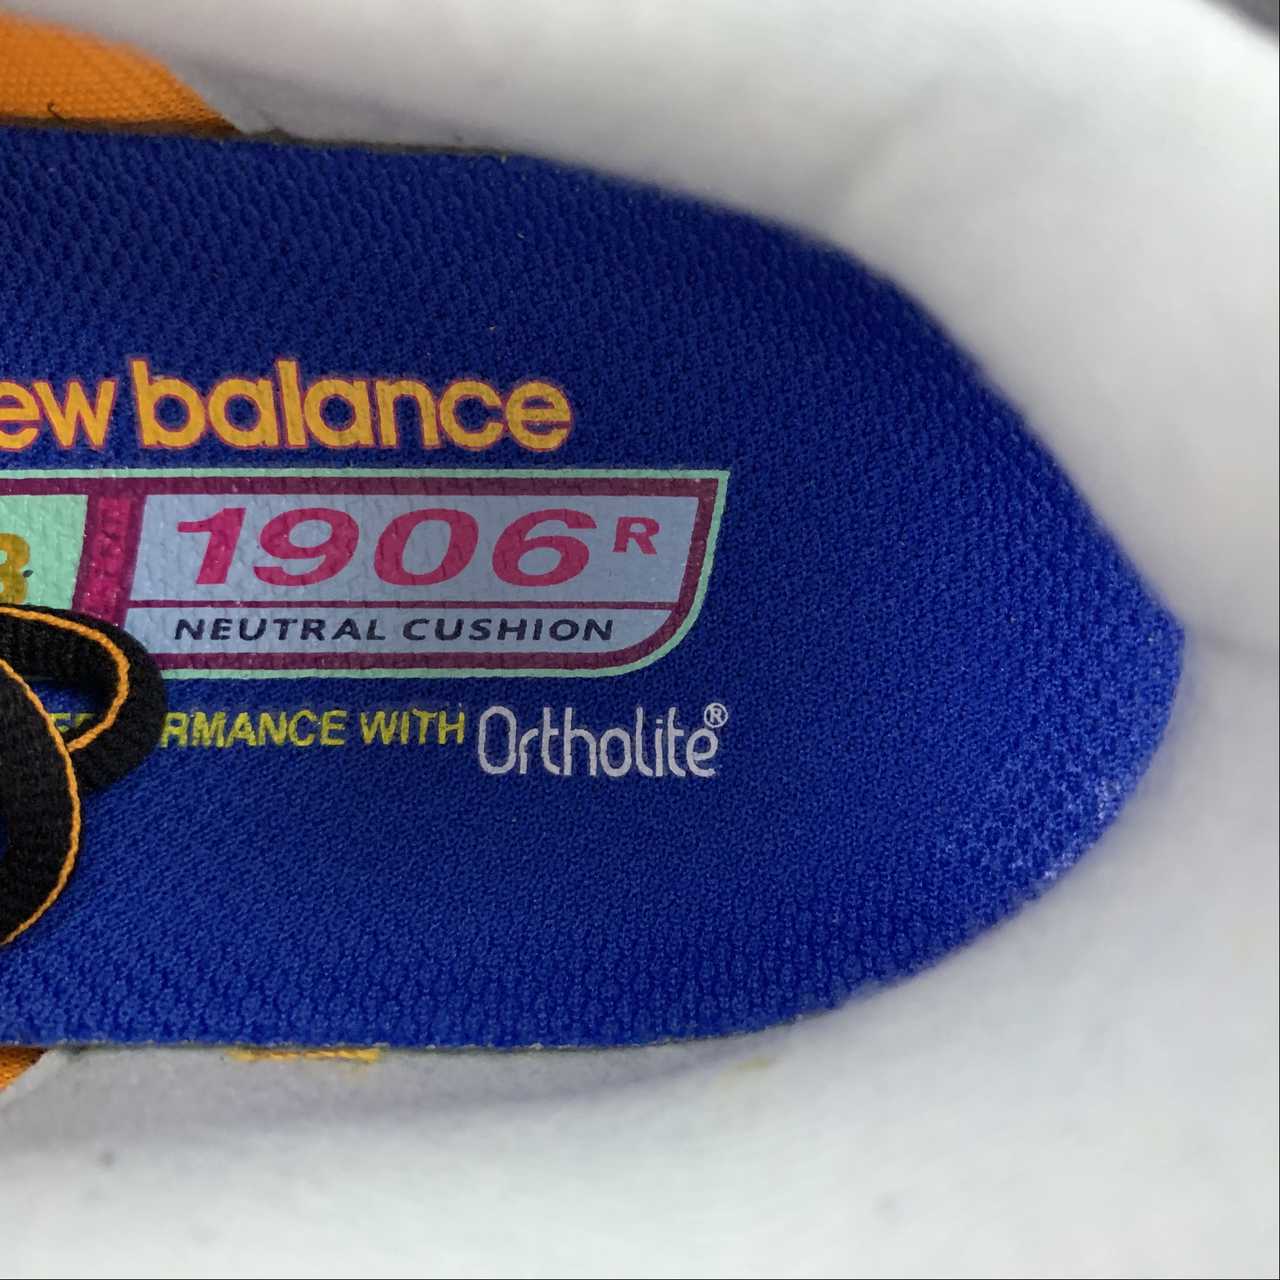 ew balance
1906R
NEUTRAL CUSHION
RMANCE WITH Ortholite®